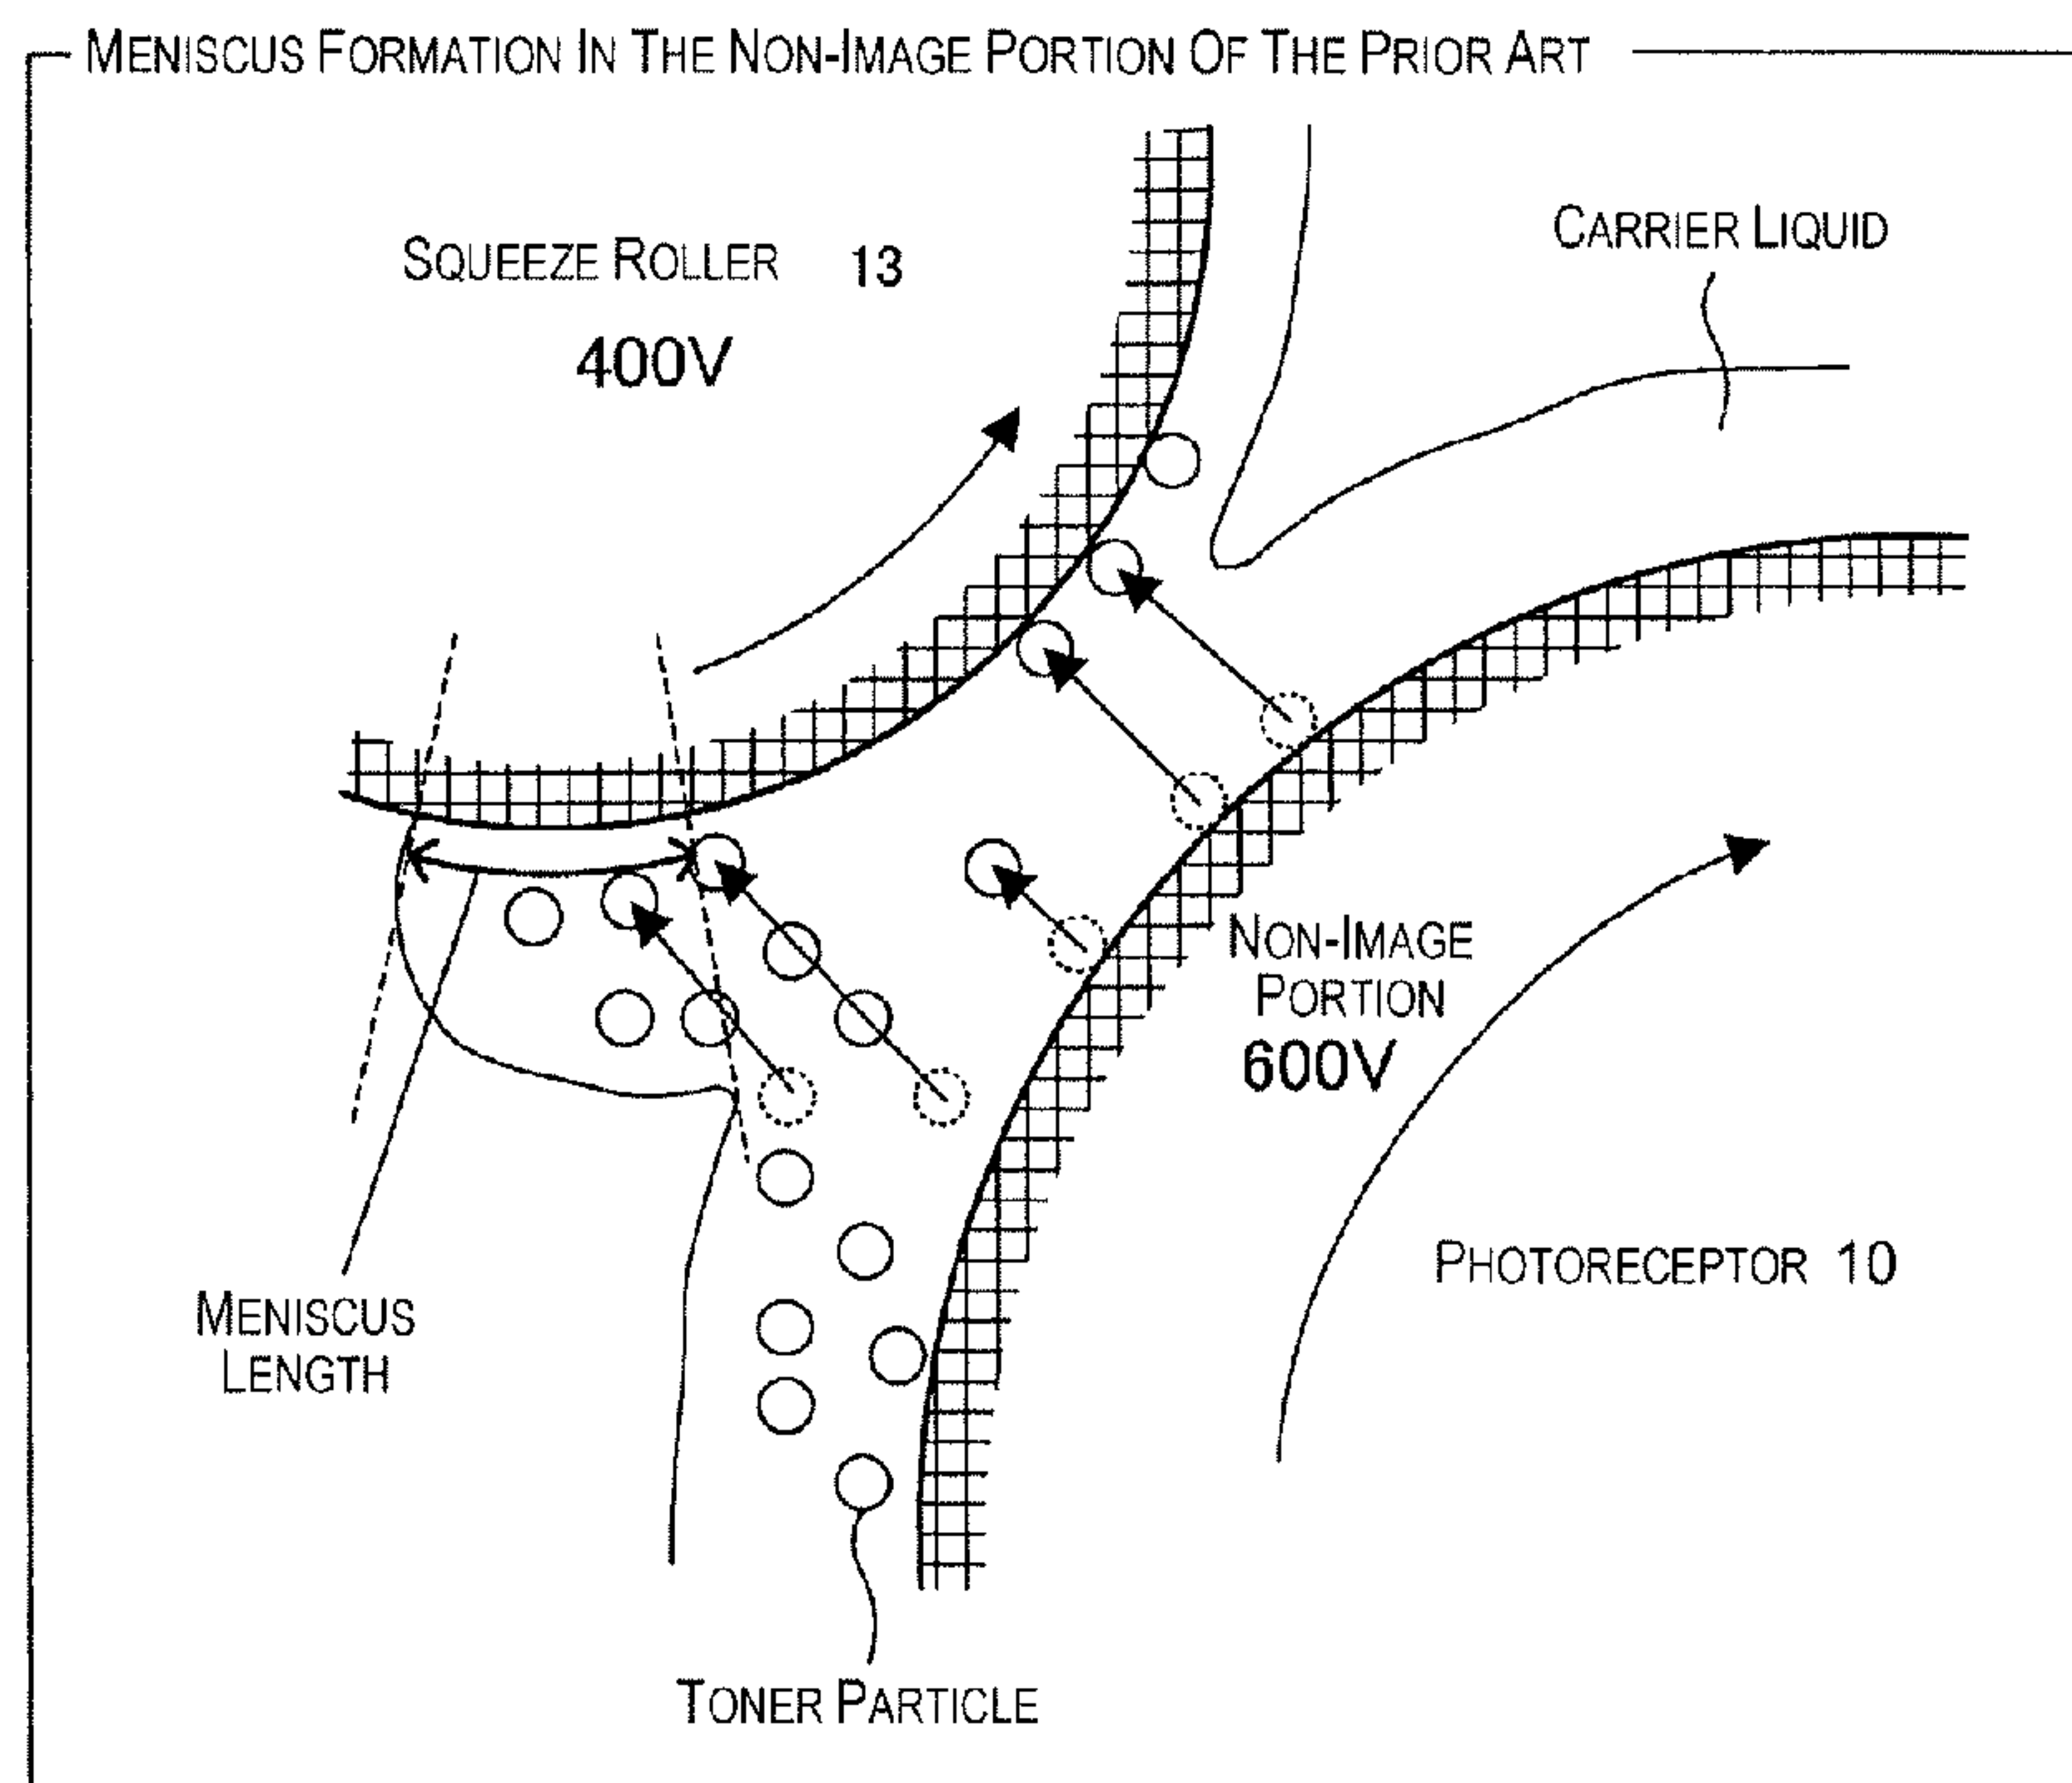 MENISCUS FORMATION IN THE NON-IMAGE PORTION OF THE PRIOR ART
SQUEEZE ROLLER 13
400V
CARRIER LIQUID
NON-IMAGE
PORTION
600V
PHOTORECEPTOR 10
MENISCUS
LENGTH
TONER PARTICLE